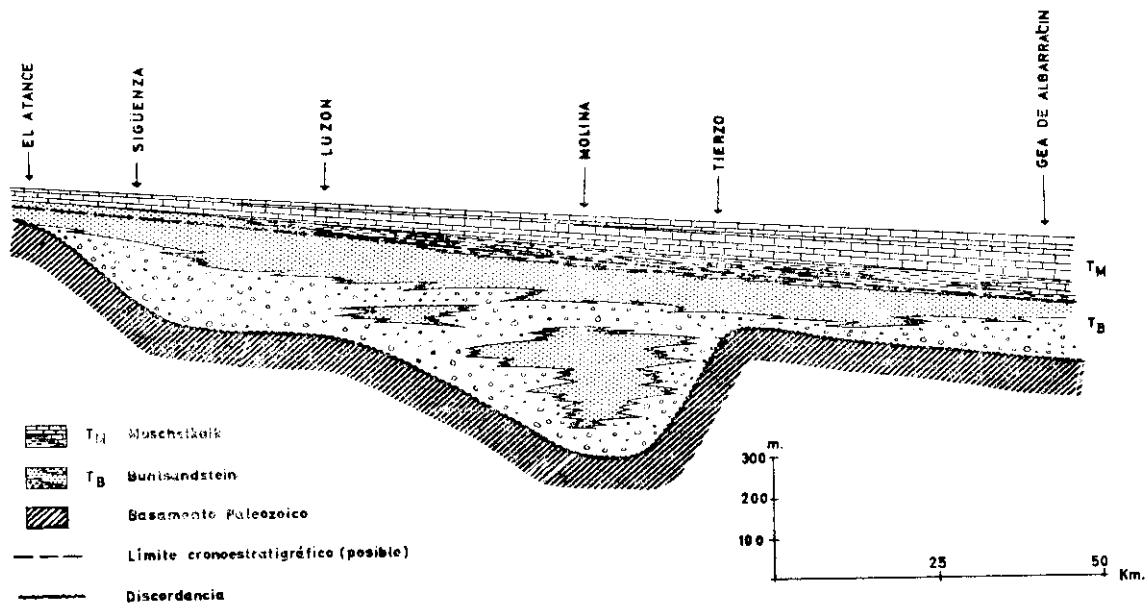 EL ATANCE
SIGÜENZA
LUZON
MOLINA
TIERZO
GEA DE ALBARRACIN
TM
TB
TM Muschelkalk
TB Buntsandstein
Basamento Paleozoico
Límite cronoestratigráfico (posible)
Discordancia
m.
300
200
100
25
50
Km.